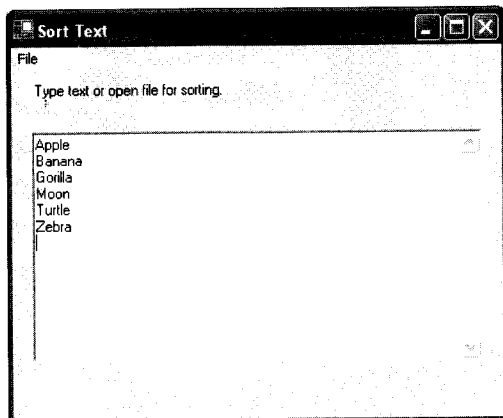 Sort Text
File
Type text or open file for sorting.
Apple
Banana
Gorilla
Moon
Turtle
Zebra